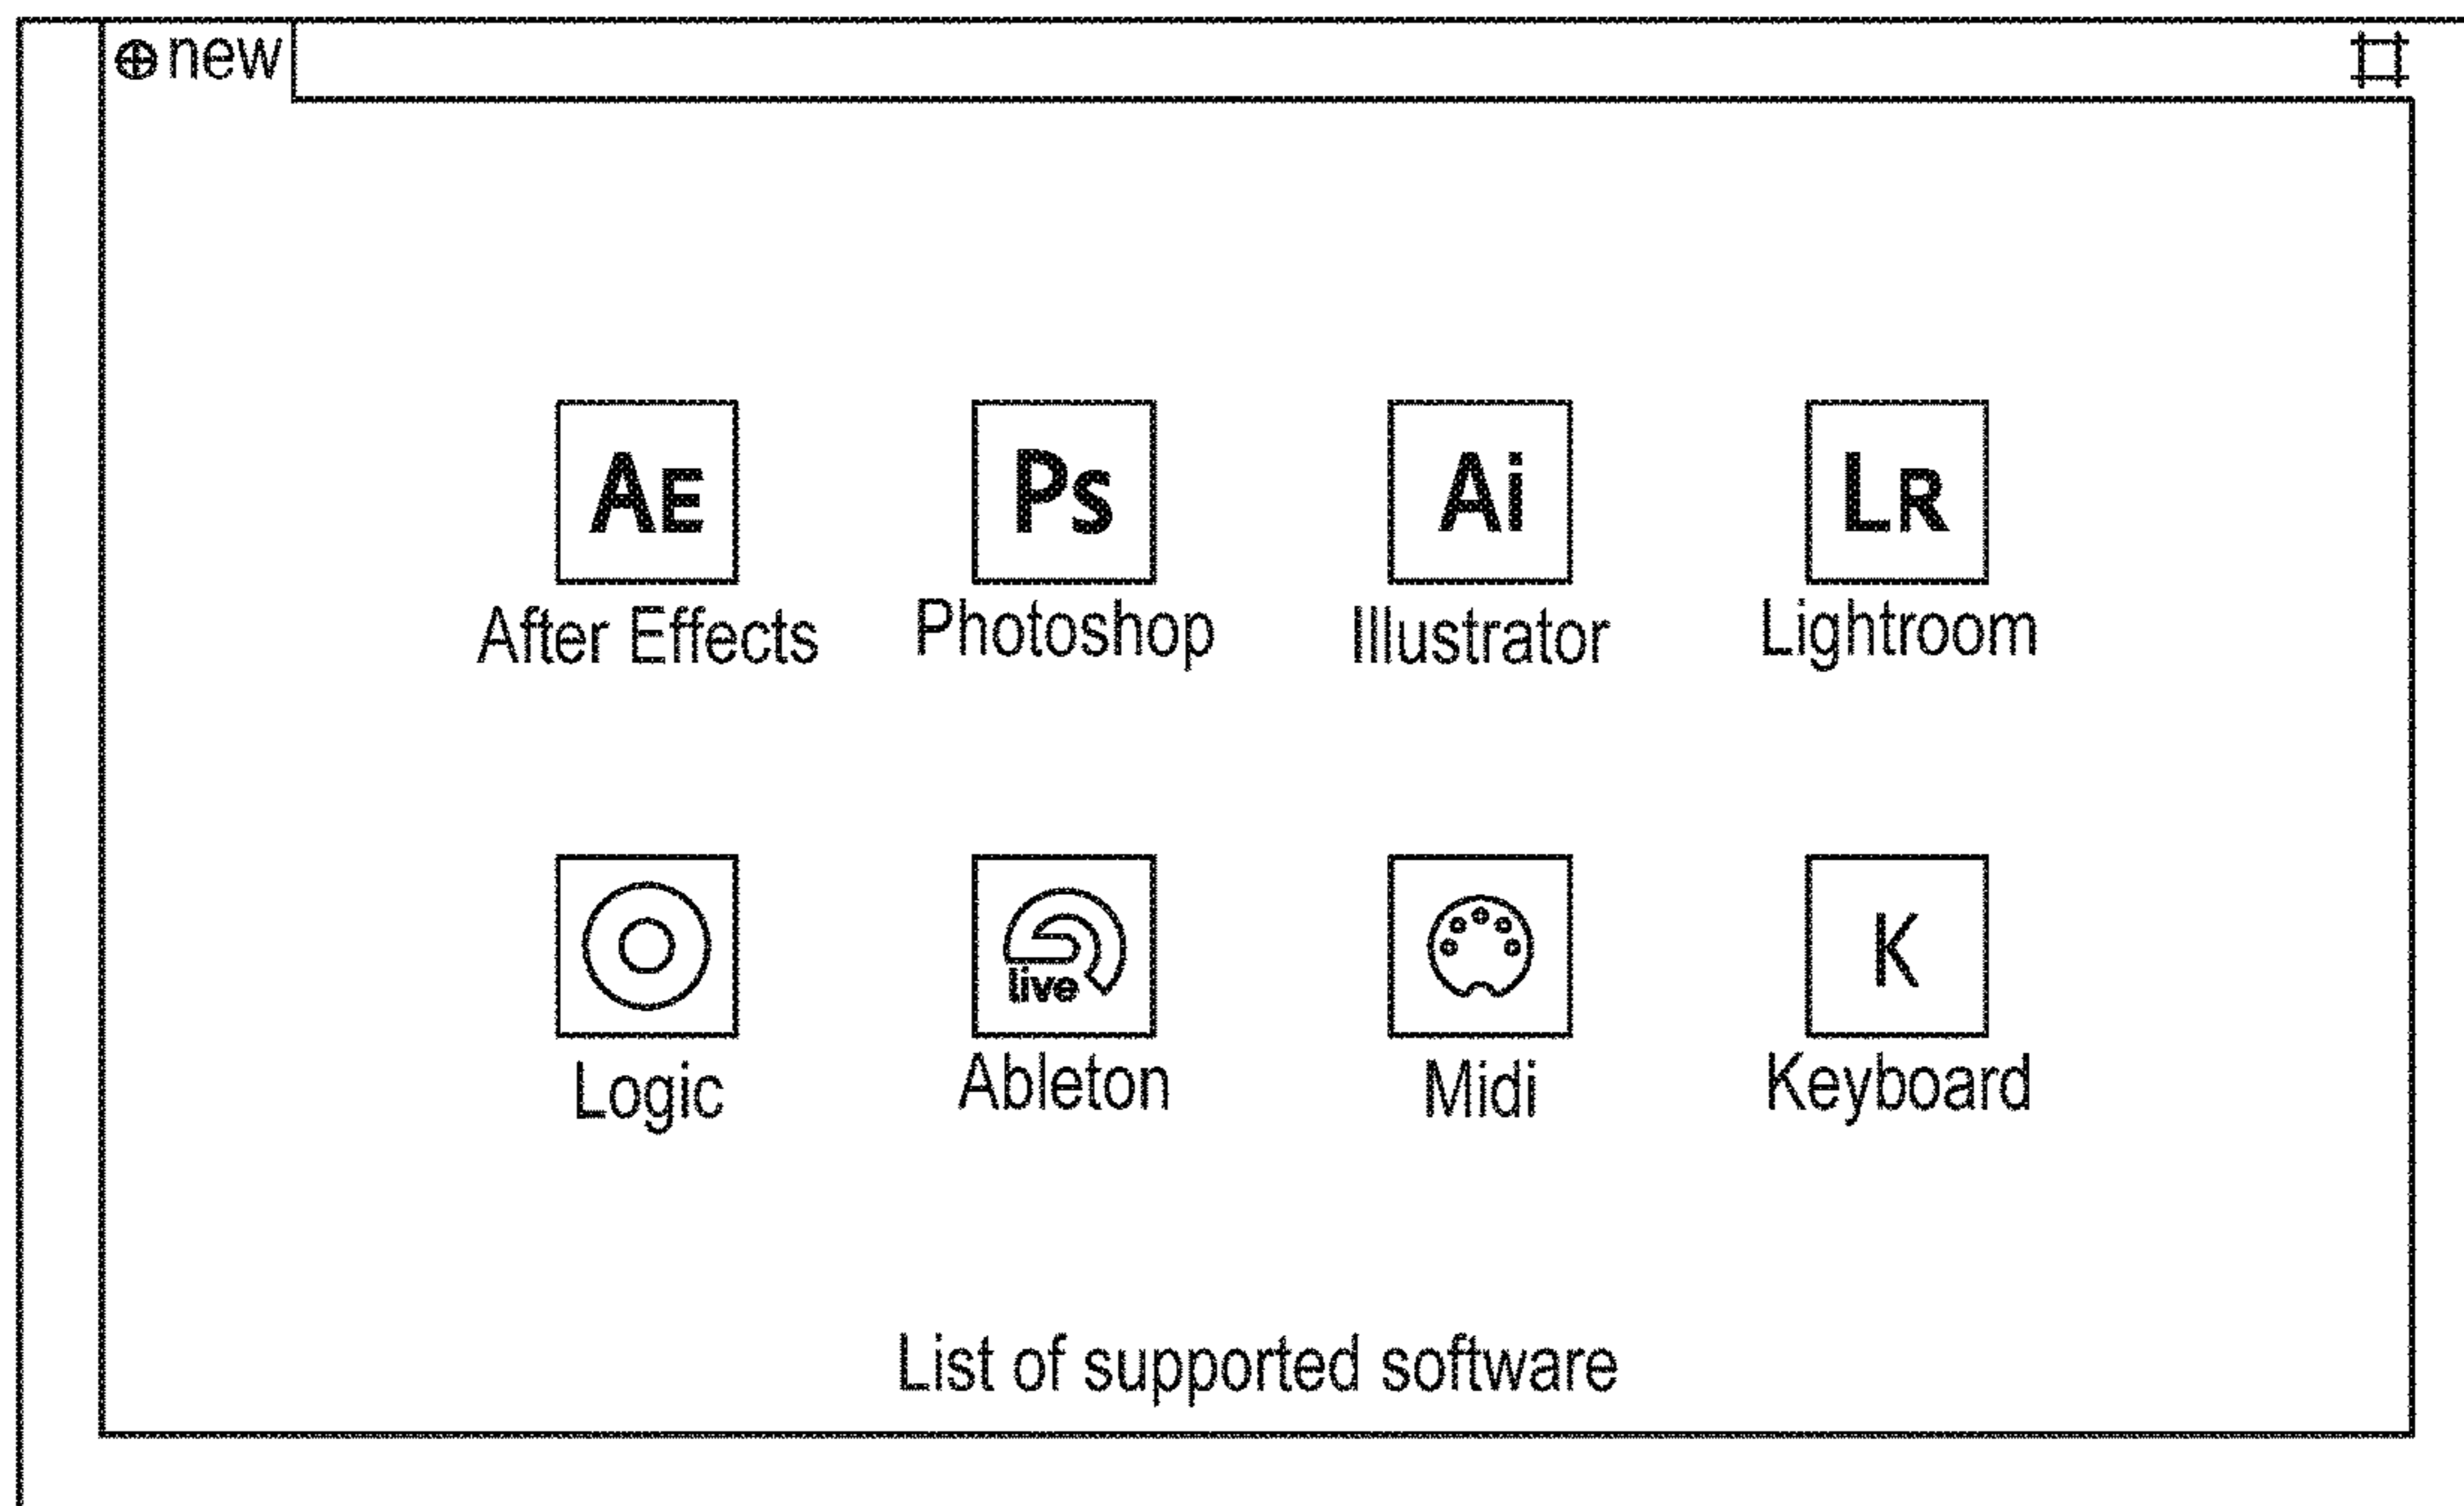 ⊕ new
AE Ps Ai LR
After Effects Photoshop Illustrator Lightroom
live K
Logic Ableton Midi Keyboard
List of supported software